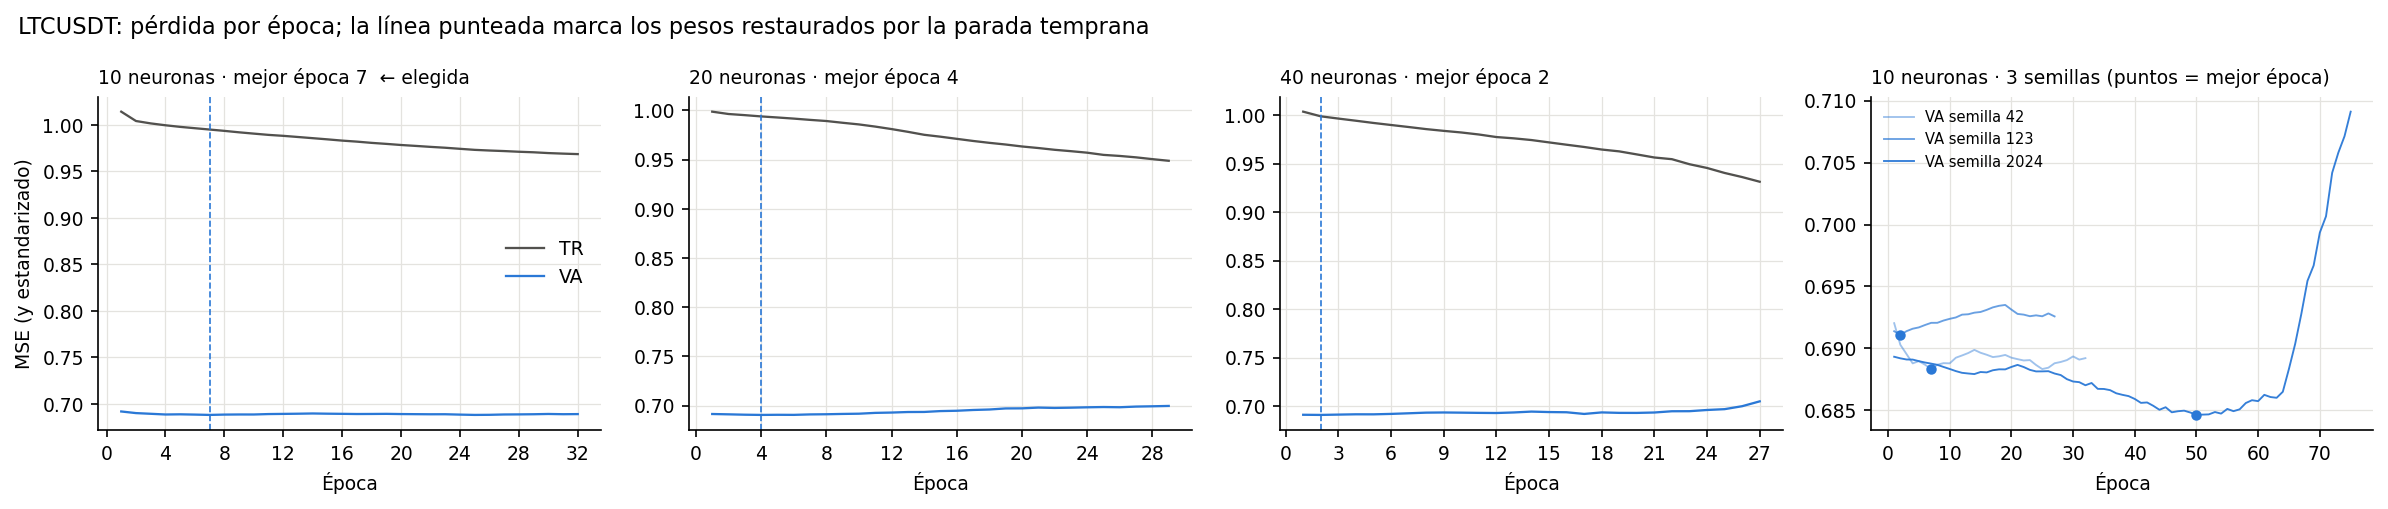 LTCUSDT: pérdida por época; la línea punteada marca los pesos restaurados por la parada temprana
10 neuronas · mejor época 7 ← elegida
MSE (y estandarizado)
1.00
0.95
0.90
0.85
0.80
0.75
0.70
TR
VA
0 4 8 12 16 20 24 28 32
Época
20 neuronas · mejor época 4
1.00
0.95
0.90
0.85
0.80
0.75
0.70
0 4 8 12 16 20 24 28
Época
40 neuronas · mejor época 2
1.00
0.95
0.90
0.85
0.80
0.75
0.70
0 3 6 9 12 15 18 21 24 27
Época
10 neuronas · 3 semillas (puntos = mejor época)
0.710
0.705
0.700
0.695
0.690
0.685
VA semilla 42
VA semilla 123
VA semilla 2024
0 10 20 30 40 50 60 70
Época